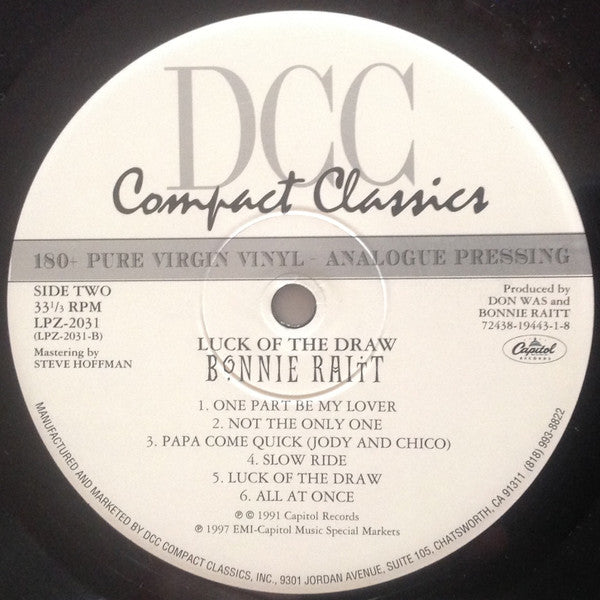 DCC
Compact Classics
180+ PURE VIRGIN VINYL - ANALOGUE PRESSING
SIDE TWO
33⅓ RPM
LPZ-2031
(LPZ-2031-B)
Mastering by
STEVE HOFFMAN
Produced by
DON WAS and
BONNIE RAITT
72438-19443-1-8
Capitol
RECORDS
LUCK OF THE DRAW
BONNIE RAITT
1. ONE PART BE MY LOVER
2. NOT THE ONLY ONE
3. PAPA COME QUICK (JODY AND CHICO)
4. SLOW RIDE
5. LUCK OF THE DRAW
6. ALL AT ONCE
℗ © 1991 Capitol Records
℗ 1997 EMI-Capitol Music Special Markets
MANUFACTURED AND MARKETED BY DCC COMPACT CLASSICS, INC., 9301 JORDAN AVENUE, SUITE 105, CHATSWORTH, CA 91311 (818) 993-8822